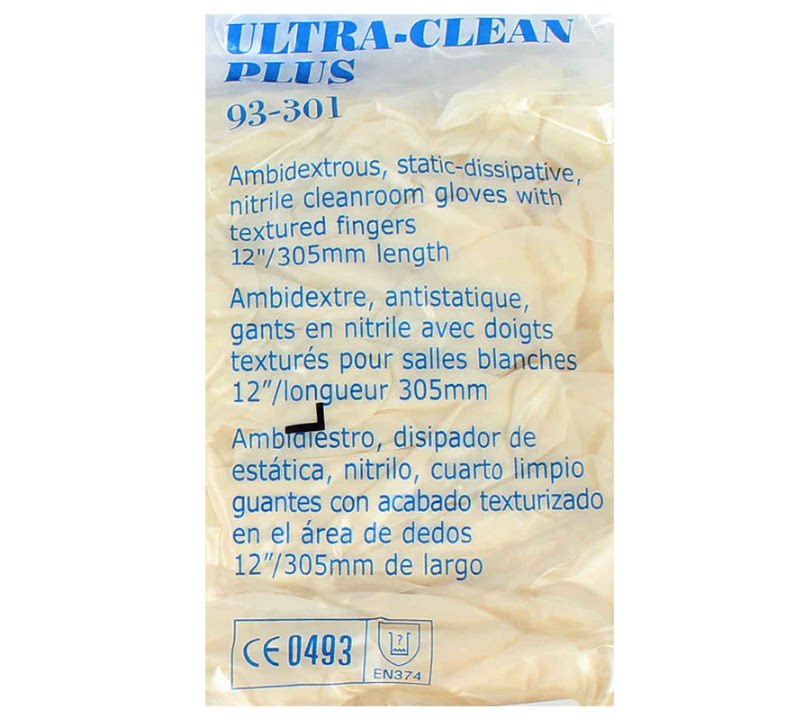 ULTRA-CLEAN
PLUS
93-301
Ambidextrous, static-dissipative,
nitrile cleanroom gloves with
textured fingers
12"/305mm length
Ambidextre, antistatique,
gants en nitrile avec doigts
texturés pour salles blanches
12"/longueur 305mm
L
Ambidiestro, disipador de
estática, nitrilo, cuarto limpio
guantes con acabado texturizado
en el área de dedos
12"/305mm de largo
CE 0493
?
EN374